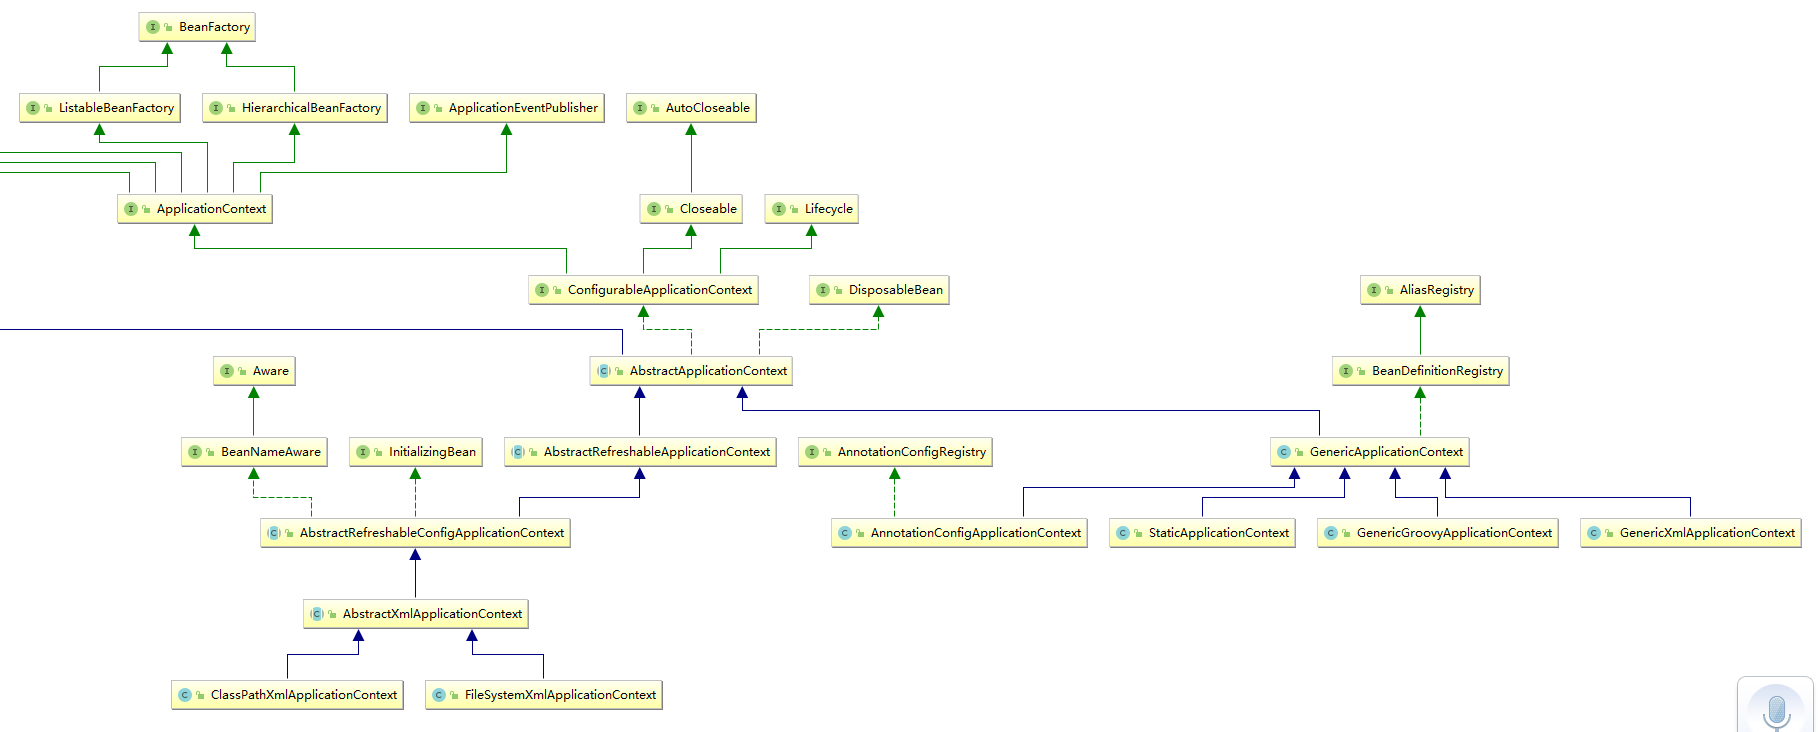 BeanFactory
ListableBeanFactory
HierarchicalBeanFactory
ApplicationEventPublisher
AutoCloseable
ApplicationContext
Closeable
Lifecycle
ConfigurableApplicationContext
DisposableBean
AliasRegistry
Aware
AbstractApplicationContext
BeanDefinitionRegistry
BeanNameAware
InitializingBean
AbstractRefreshableApplicationContext
AnnotationConfigRegistry
GenericApplicationContext
AbstractRefreshableConfigApplicationContext
AnnotationConfigApplicationContext
StaticApplicationContext
GenericGroovyApplicationContext
GenericXmlApplicationContext
AbstractXmlApplicationContext
ClassPathXmlApplicationContext
FileSystemXmlApplicationContext